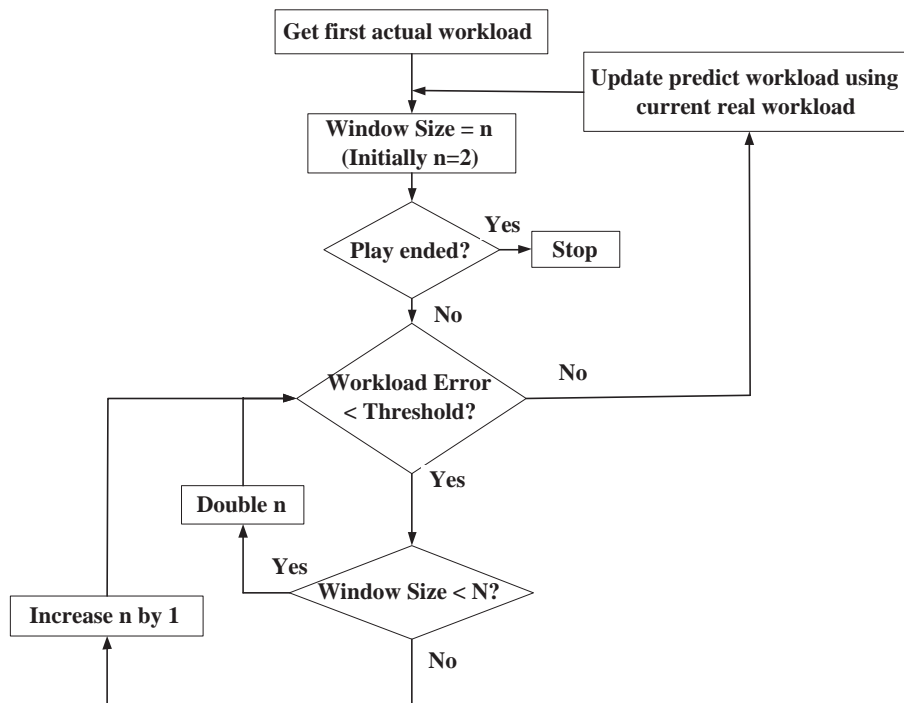 Get first actual workload
Update predict workload using
current real workload
Window Size = n
(Initially n=2)
Yes
Play ended?
Stop
No
Workload Error
< Threshold?
No
Yes
Double n
Yes
Window Size < N?
Increase n by 1
No